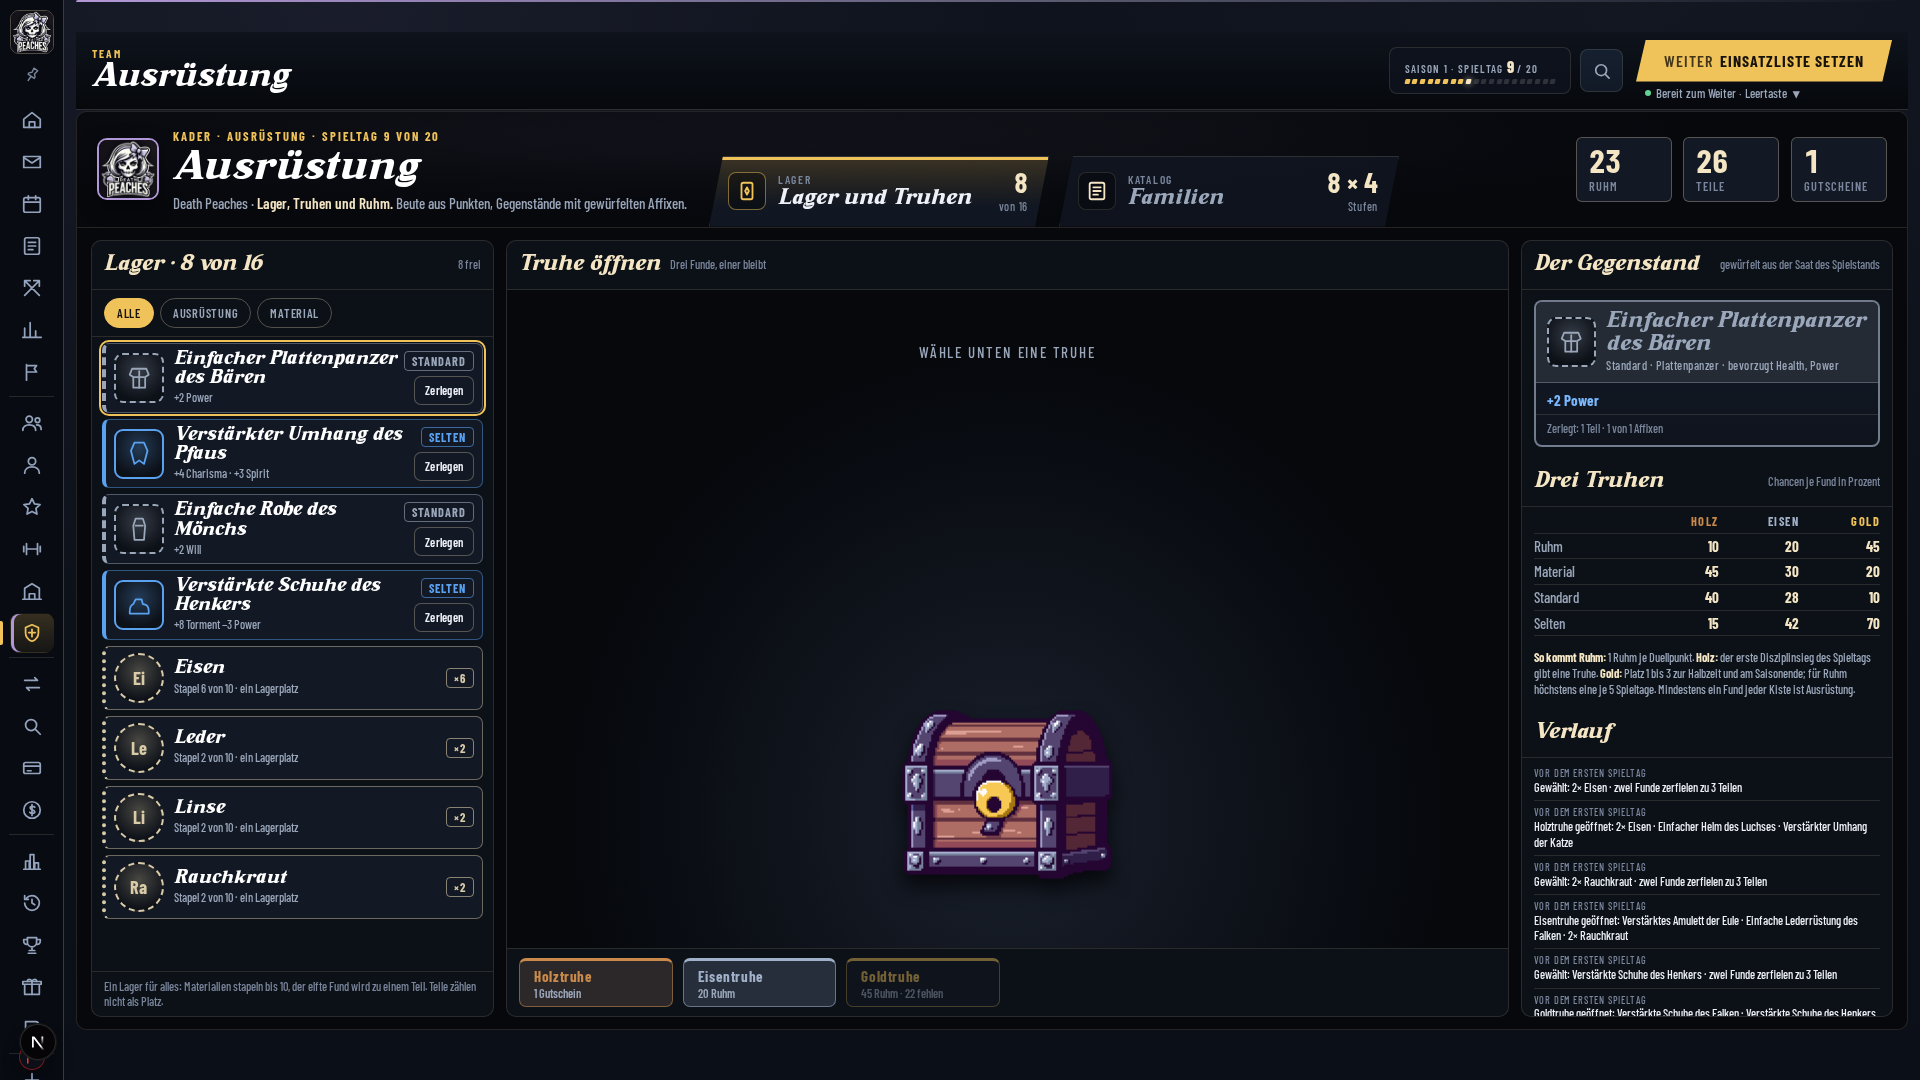 TEAM
Ausrüstung
SAISON 1 · SPIELTAG 9 / 20
WEITER EINSATZLISTE SETZEN
Bereit zum Weiter · Leertaste ▼
PEACHES
KADER · AUSRÜSTUNG · SPIELTAG 9 VON 20
Ausrüstung
Death Peaches · Lager, Truhen und Ruhm. Beute aus Punkten, Gegenstände mit gewürfelten Affixen.
LAGER
Lager und Truhen
8
von 16
KATALOG
Familien
8 × 4
Stufen
23
RUHM
26
TEILE
1
GUTSCHEINE
Lager · 8 von 16
8 frei
ALLE
AUSRÜSTUNG
MATERIAL
Einfacher Plattenpanzer des Bären
STANDARD
+2 Power
Zerlegen
Verstärkter Umhang des Pfaus
SELTEN
+4 Charisma · +3 Spirit
Zerlegen
Einfache Robe des Mönchs
STANDARD
+2 Will
Zerlegen
Verstärkte Schuhe des Henkers
SELTEN
+8 Torment −3 Power
Zerlegen
Ei
Eisen
Stapel 6 von 10 · ein Lagerplatz
×6
Le
Leder
Stapel 2 von 10 · ein Lagerplatz
×2
Li
Linse
Stapel 2 von 10 · ein Lagerplatz
×2
Ra
Rauchkraut
Stapel 2 von 10 · ein Lagerplatz
×2
Ein Lager für alles: Materialien stapeln bis 10, der elfte Fund wird zu einem Teil. Teile zählen
nicht als Platz.
Truhe öffnen
Drei Funde, einer bleibt
WÄHLE UNTEN EINE TRUHE
Holztruhe
1 Gutschein
Eisentruhe
20 Ruhm
Goldtruhe
45 Ruhm · 22 fehlen
Der Gegenstand
gewürfelt aus der Saat des Spielstands
Einfacher Plattenpanzer
des Bären
Standard · Plattenpanzer · bevorzugt Health, Power
+2 Power
Zerlegt: 1 Teil · 1 von 1 Affixen
Drei Truhen
Chancen je Fund in Prozent
HOLZ EISEN GOLD
Ruhm 10 20 45
Material 45 30 20
Standard 40 28 10
Selten 15 42 70
So kommt Ruhm: 1 Ruhm je Duellpunkt. Holz: der erste Disziplinsieg des Spieltags
gibt eine Truhe. Gold: Platz 1 bis 3 zur Halbzeit und am Saisonende; für Ruhm
höchstens eine je 5 Spieltage. Mindestens ein Fund jeder Kiste ist Ausrüstung.
Verlauf
VOR DEM ERSTEN SPIELTAG
Gewählt: 2× Eisen · zwei Funde zerfielen zu 3 Teilen
VOR DEM ERSTEN SPIELTAG
Holztruhe geöffnet: 2× Eisen · Einfacher Helm des Luchses · Verstärkter Umhang
der Katze
VOR DEM ERSTEN SPIELTAG
Gewählt: 2× Rauchkraut · zwei Funde zerfielen zu 3 Teilen
VOR DEM ERSTEN SPIELTAG
Eisentruhe geöffnet: Verstärktes Amulett der Eule · Einfache Lederrüstung des
Falken · 2× Rauchkraut
VOR DEM ERSTEN SPIELTAG
Gewählt: Verstärkte Schuhe des Henkers · zwei Funde zerfielen zu 3 Teilen
VOR DEM ERSTEN SPIELTAG
Goldtruhe geöffnet: Verstärkte Schuhe des Falken · Verstärkte Schuhe des Henkers
N